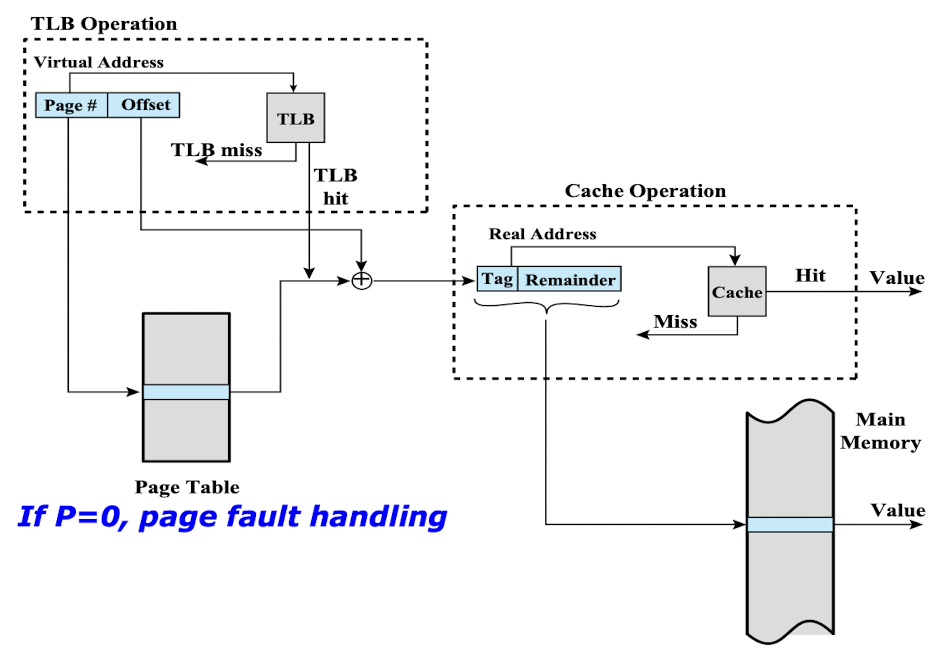 TLB Operation
Virtual Address
Page # Offset
TLB
TLB miss
TLB
hit
Cache Operation
Real Address
Tag Remainder
Cache
Hit
Value
Miss
Page Table
If P=0, page fault handling
Main
Memory
Value